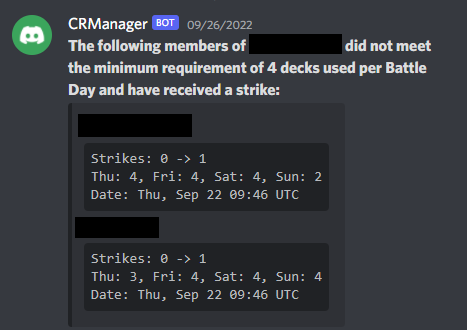 CRManager BOT 09/26/2022
The following members of did not meet
the minimum requirement of 4 decks used per Battle
Day and have received a strike:
Strikes: 0 -> 1
Thu: 4, Fri: 4, Sat: 4, Sun: 2
Date: Thu, Sep 22 09:46 UTC
Strikes: 0 -> 1
Thu: 3, Fri: 4, Sat: 4, Sun: 4
Date: Thu, Sep 22 09:46 UTC